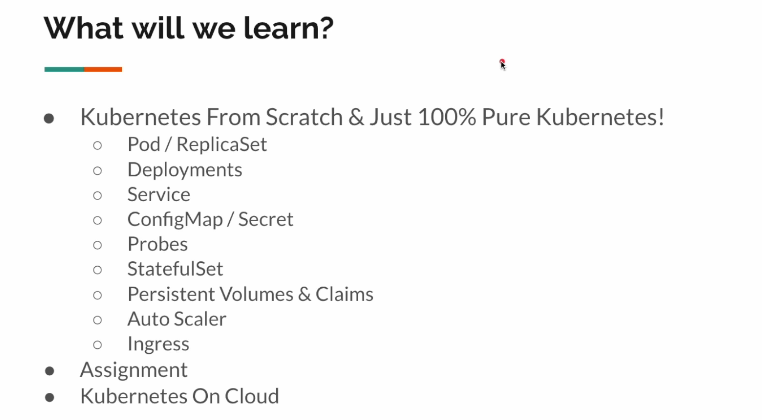 What will we learn?
● Kubernetes From Scratch & Just 100% Pure Kubernetes!
○ Pod / ReplicaSet
○ Deployments
○ Service
○ ConfigMap / Secret
○ Probes
○ StatefulSet
○ Persistent Volumes & Claims
○ Auto Scaler
○ Ingress
● Assignment
● Kubernetes On Cloud